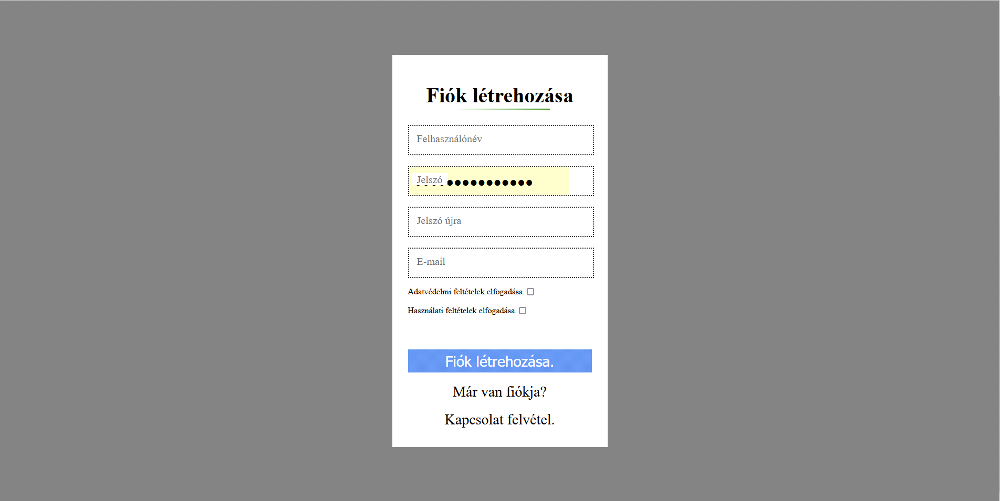 Fiók létrehozása
Felhasználónév
Jelszó
Jelszó újra
E-mail
Adatvédelmi feltételek elfogadása.
Használati feltételek elfogadása.
Fiók létrehozása.
Már van fiókja?
Kapcsolat felvétel.